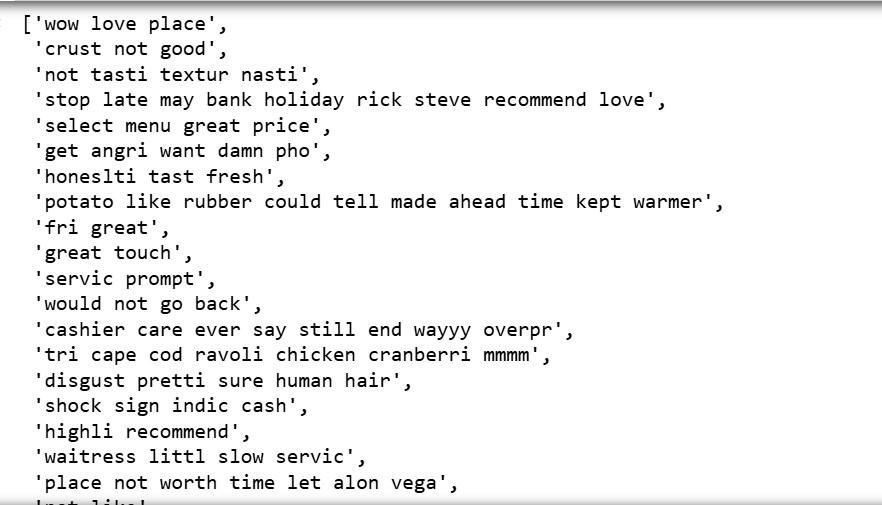 ['wow love place',
'crust not good',
'not tasti textur nasti',
'stop late may bank holiday rick steve recommend love',
'select menu great price',
'get angri want damn pho',
'honeslti tast fresh',
'potato like rubber could tell made ahead time kept warmer',
'fri great',
'great touch',
'servic prompt',
'would not go back',
'cashier care ever say still end wayyy overpr',
'tri cape cod ravoli chicken cranberri mmmm',
'disgust pretti sure human hair',
'shock sign indic cash',
'highli recommend',
'waitress littl slow servic',
'place not worth time let alon vega',